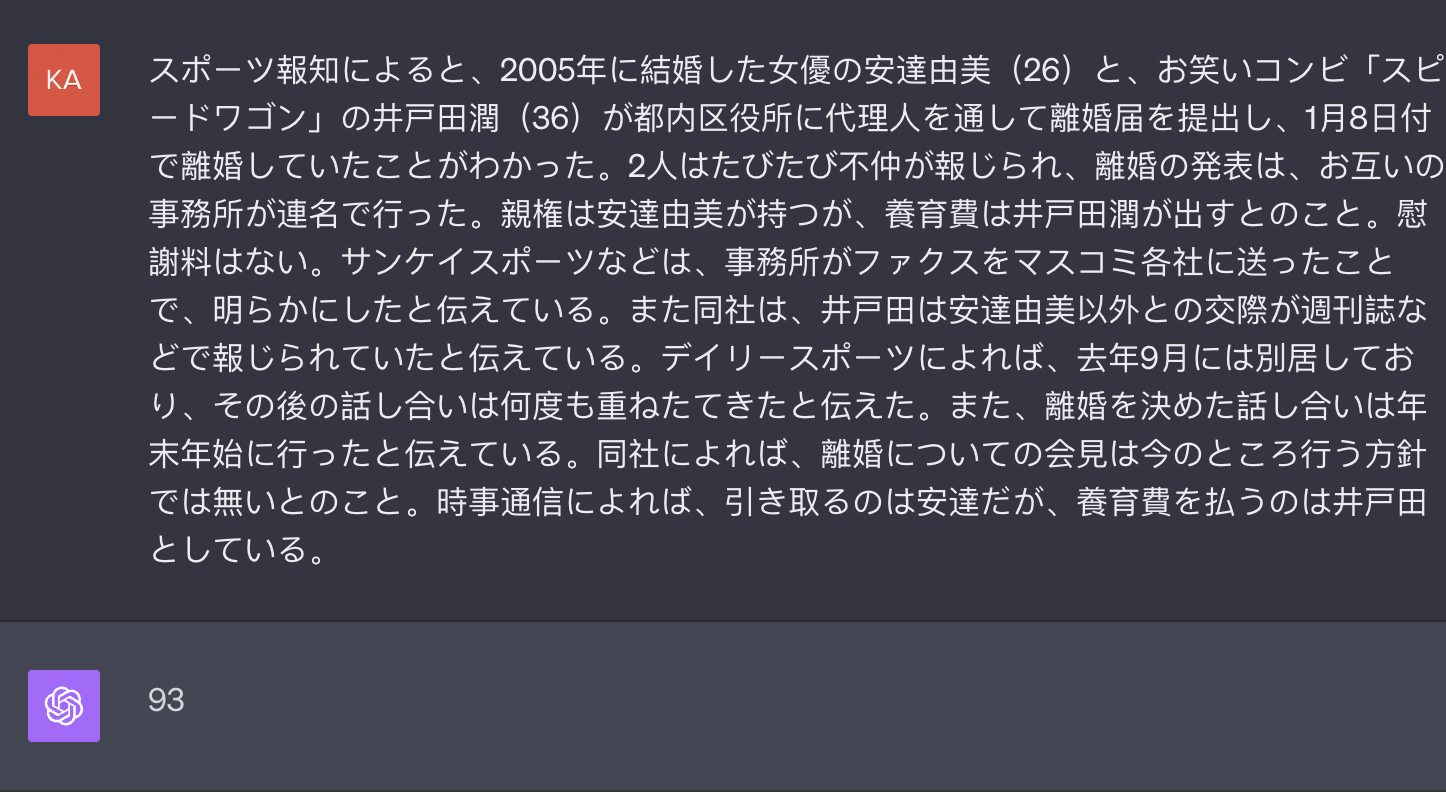 KA
スポーツ報知によると、2005年に結婚した女優の安達由美（26）と、お笑いコンビ「スピ
ードワゴン」の井戸田潤（36）が都内区役所に代理人を通して離婚届を提出し、1月8日付
で離婚していたことがわかった。2人はたびたび不仲が報じられ、離婚の発表は、お互いの
事務所が連名で行った。親権は安達由美が持つが、養育費は井戸田潤が出すとのこと。慰
謝料はない。サンケイスポーツなどは、事務所がファクスをマスコミ各社に送ったこと
で、明らかにしたと伝えている。また同社は、井戸田は安達由美以外との交際が週刊誌な
どで報じられていたと伝えている。デイリースポーツによれば、去年9月には別居してお
り、その後の話し合いは何度も重ねたてきたと伝えた。また、離婚を決めた話し合いは年
末年始に行ったと伝えている。同社によれば、離婚についての会見は今のところ行う方針
では無いとのこと。時事通信によれば、引き取るのは安達だが、養育費を払うのは井戸田
としている。
93